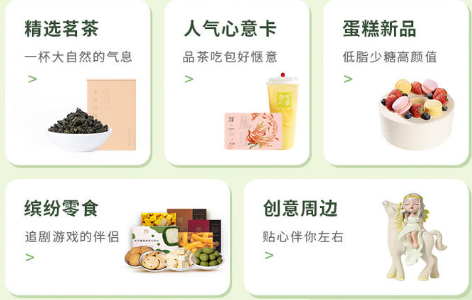 精选茗茶
一杯大自然的气息
>
人气心意卡
品茶吃包好惬意
>
蛋糕新品
低脂少糖高颜值
>
缤纷零食
追剧游戏的伴侣
>
创意周边
贴心伴你左右
>